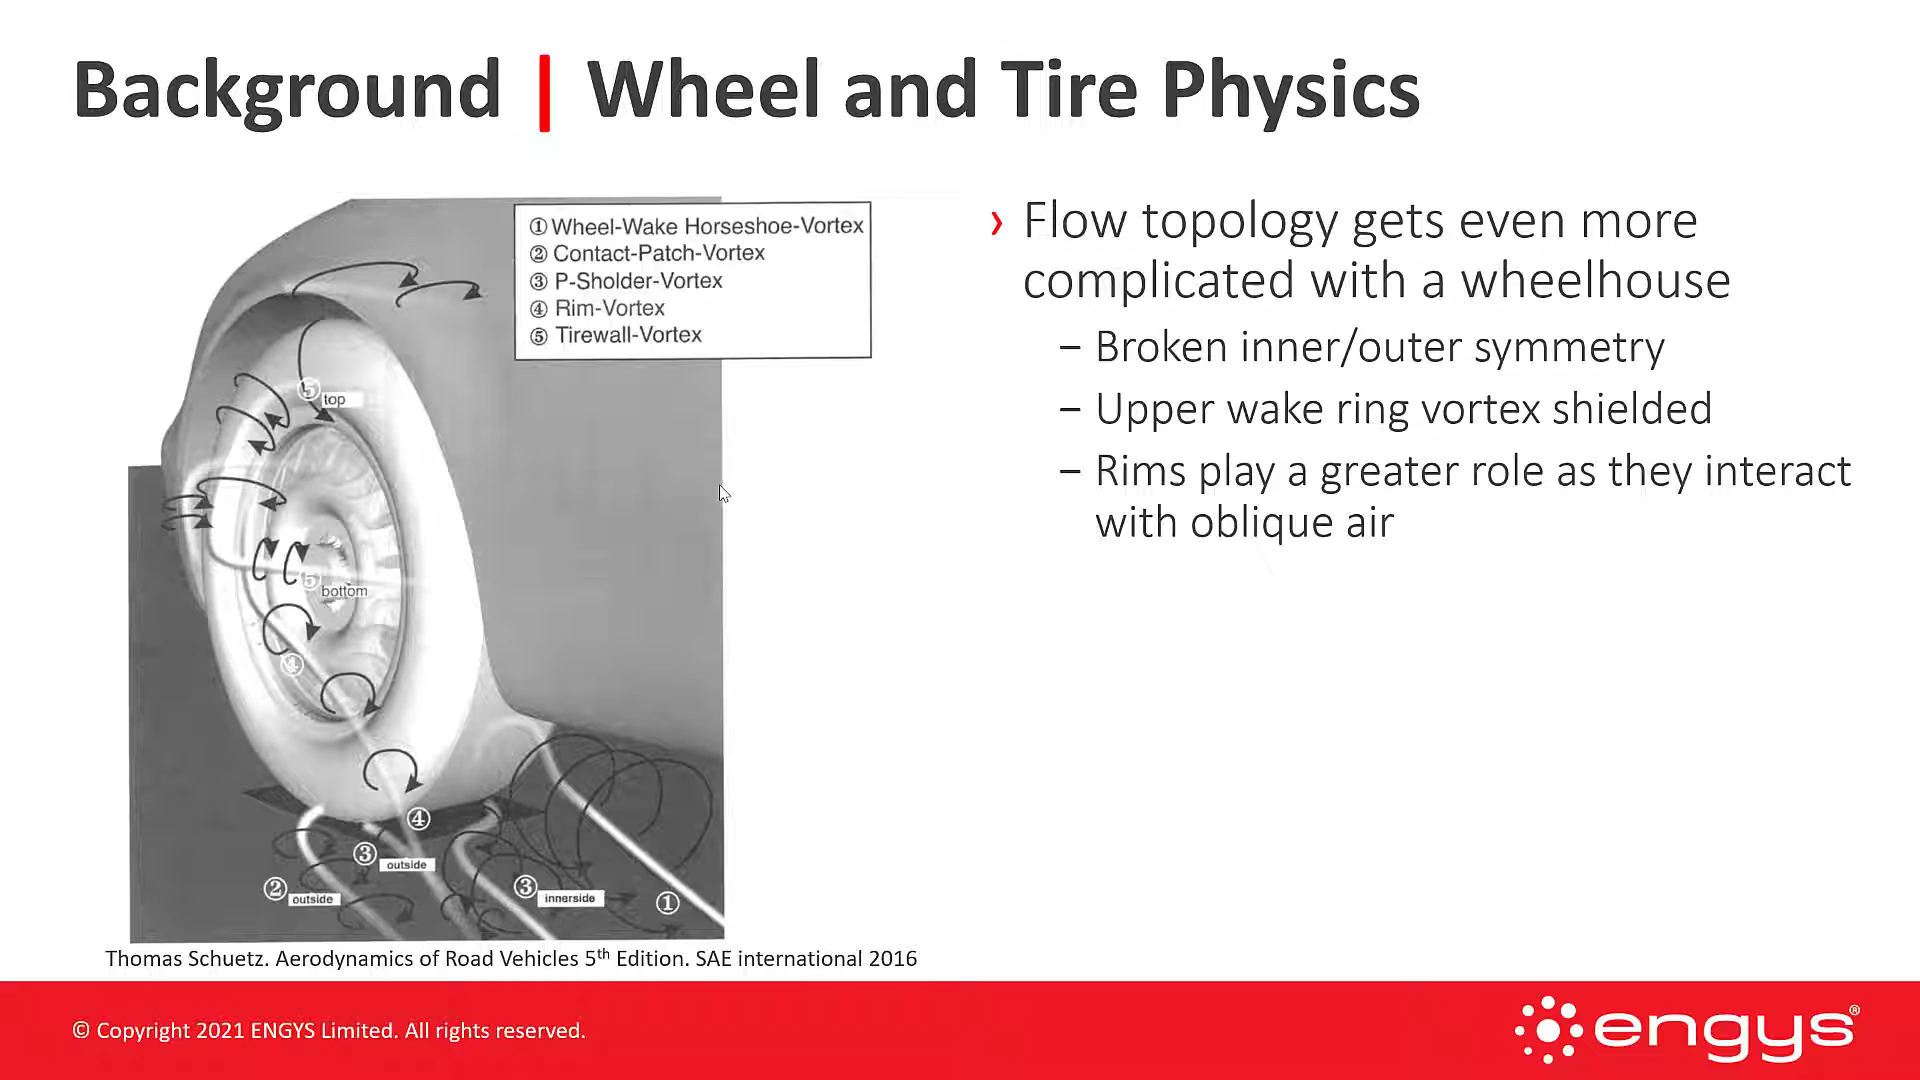 Background | Wheel and Tire Physics
① Wheel-Wake Horseshoe-Vortex
② Contact-Patch-Vortex
③ P-Sholder-Vortex
④ Rim-Vortex
⑤ Tirewall-Vortex
⑤ top
⑤ bottom
④
④
③ outside
② outside
③ innerside
①
Thomas Schuetz. Aerodynamics of Road Vehicles 5th Edition. SAE international 2016
› Flow topology gets even more
complicated with a wheelhouse
– Broken inner/outer symmetry
– Upper wake ring vortex shielded
– Rims play a greater role as they interact
with oblique air
© Copyright 2021 ENGYS Limited. All rights reserved.
engys®